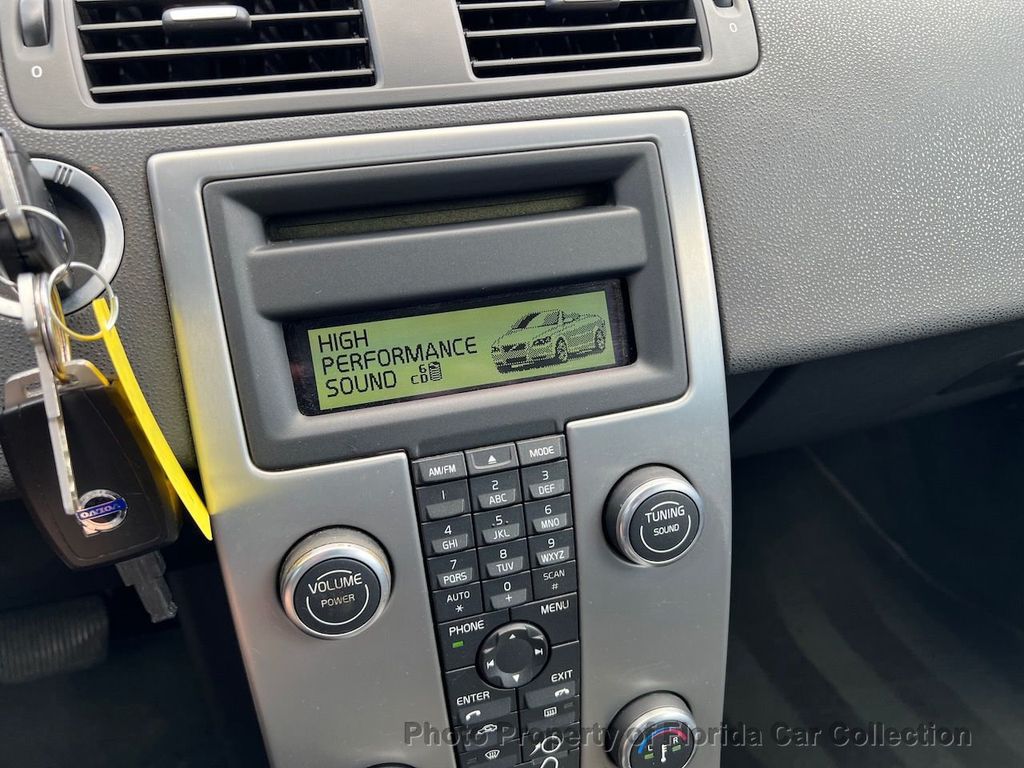 0
0
HIGH
PERFORMANCE
SOUND 6 CD
AM/FM
MODE
1
2 ABC
3 DEF
4 GHI
.5 JKL
6 MNO
7 PQRS
8 TUV
9 WXYZ
AUTO *
0 +
SCAN #
PHONE
MENU
ENTER
EXIT
VOLUME
POWER
TUNING
SOUND
VOLVO
L R
Photo Property of Florida Car Collection